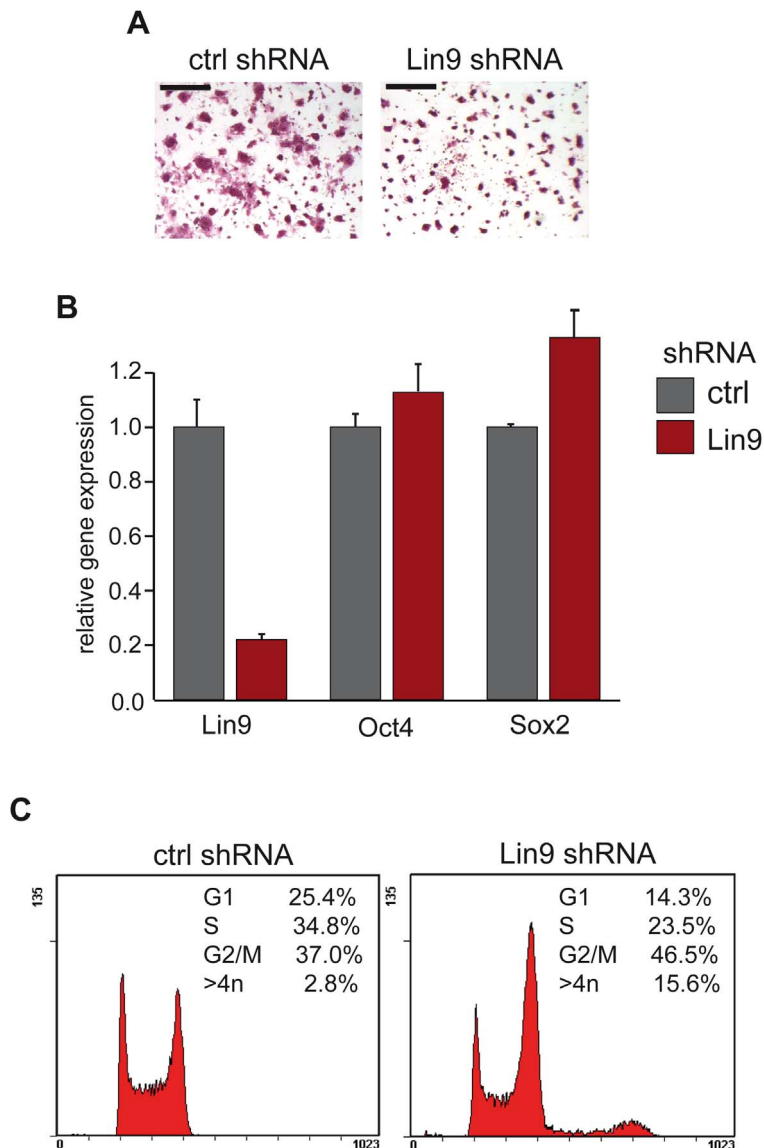 A
ctrl shRNA
Lin9 shRNA
B
relative gene expression
1.2
1.0
0.8
0.6
0.4
0.2
0.0
Lin9
Oct4
Sox2
shRNA
ctrl
Lin9
C
ctrl shRNA
135
G1 25.4%
S 34.8%
G2/M 37.0%
>4n 2.8%
0
1023
Lin9 shRNA
135
G1 14.3%
S 23.5%
G2/M 46.5%
>4n 15.6%
0
1023